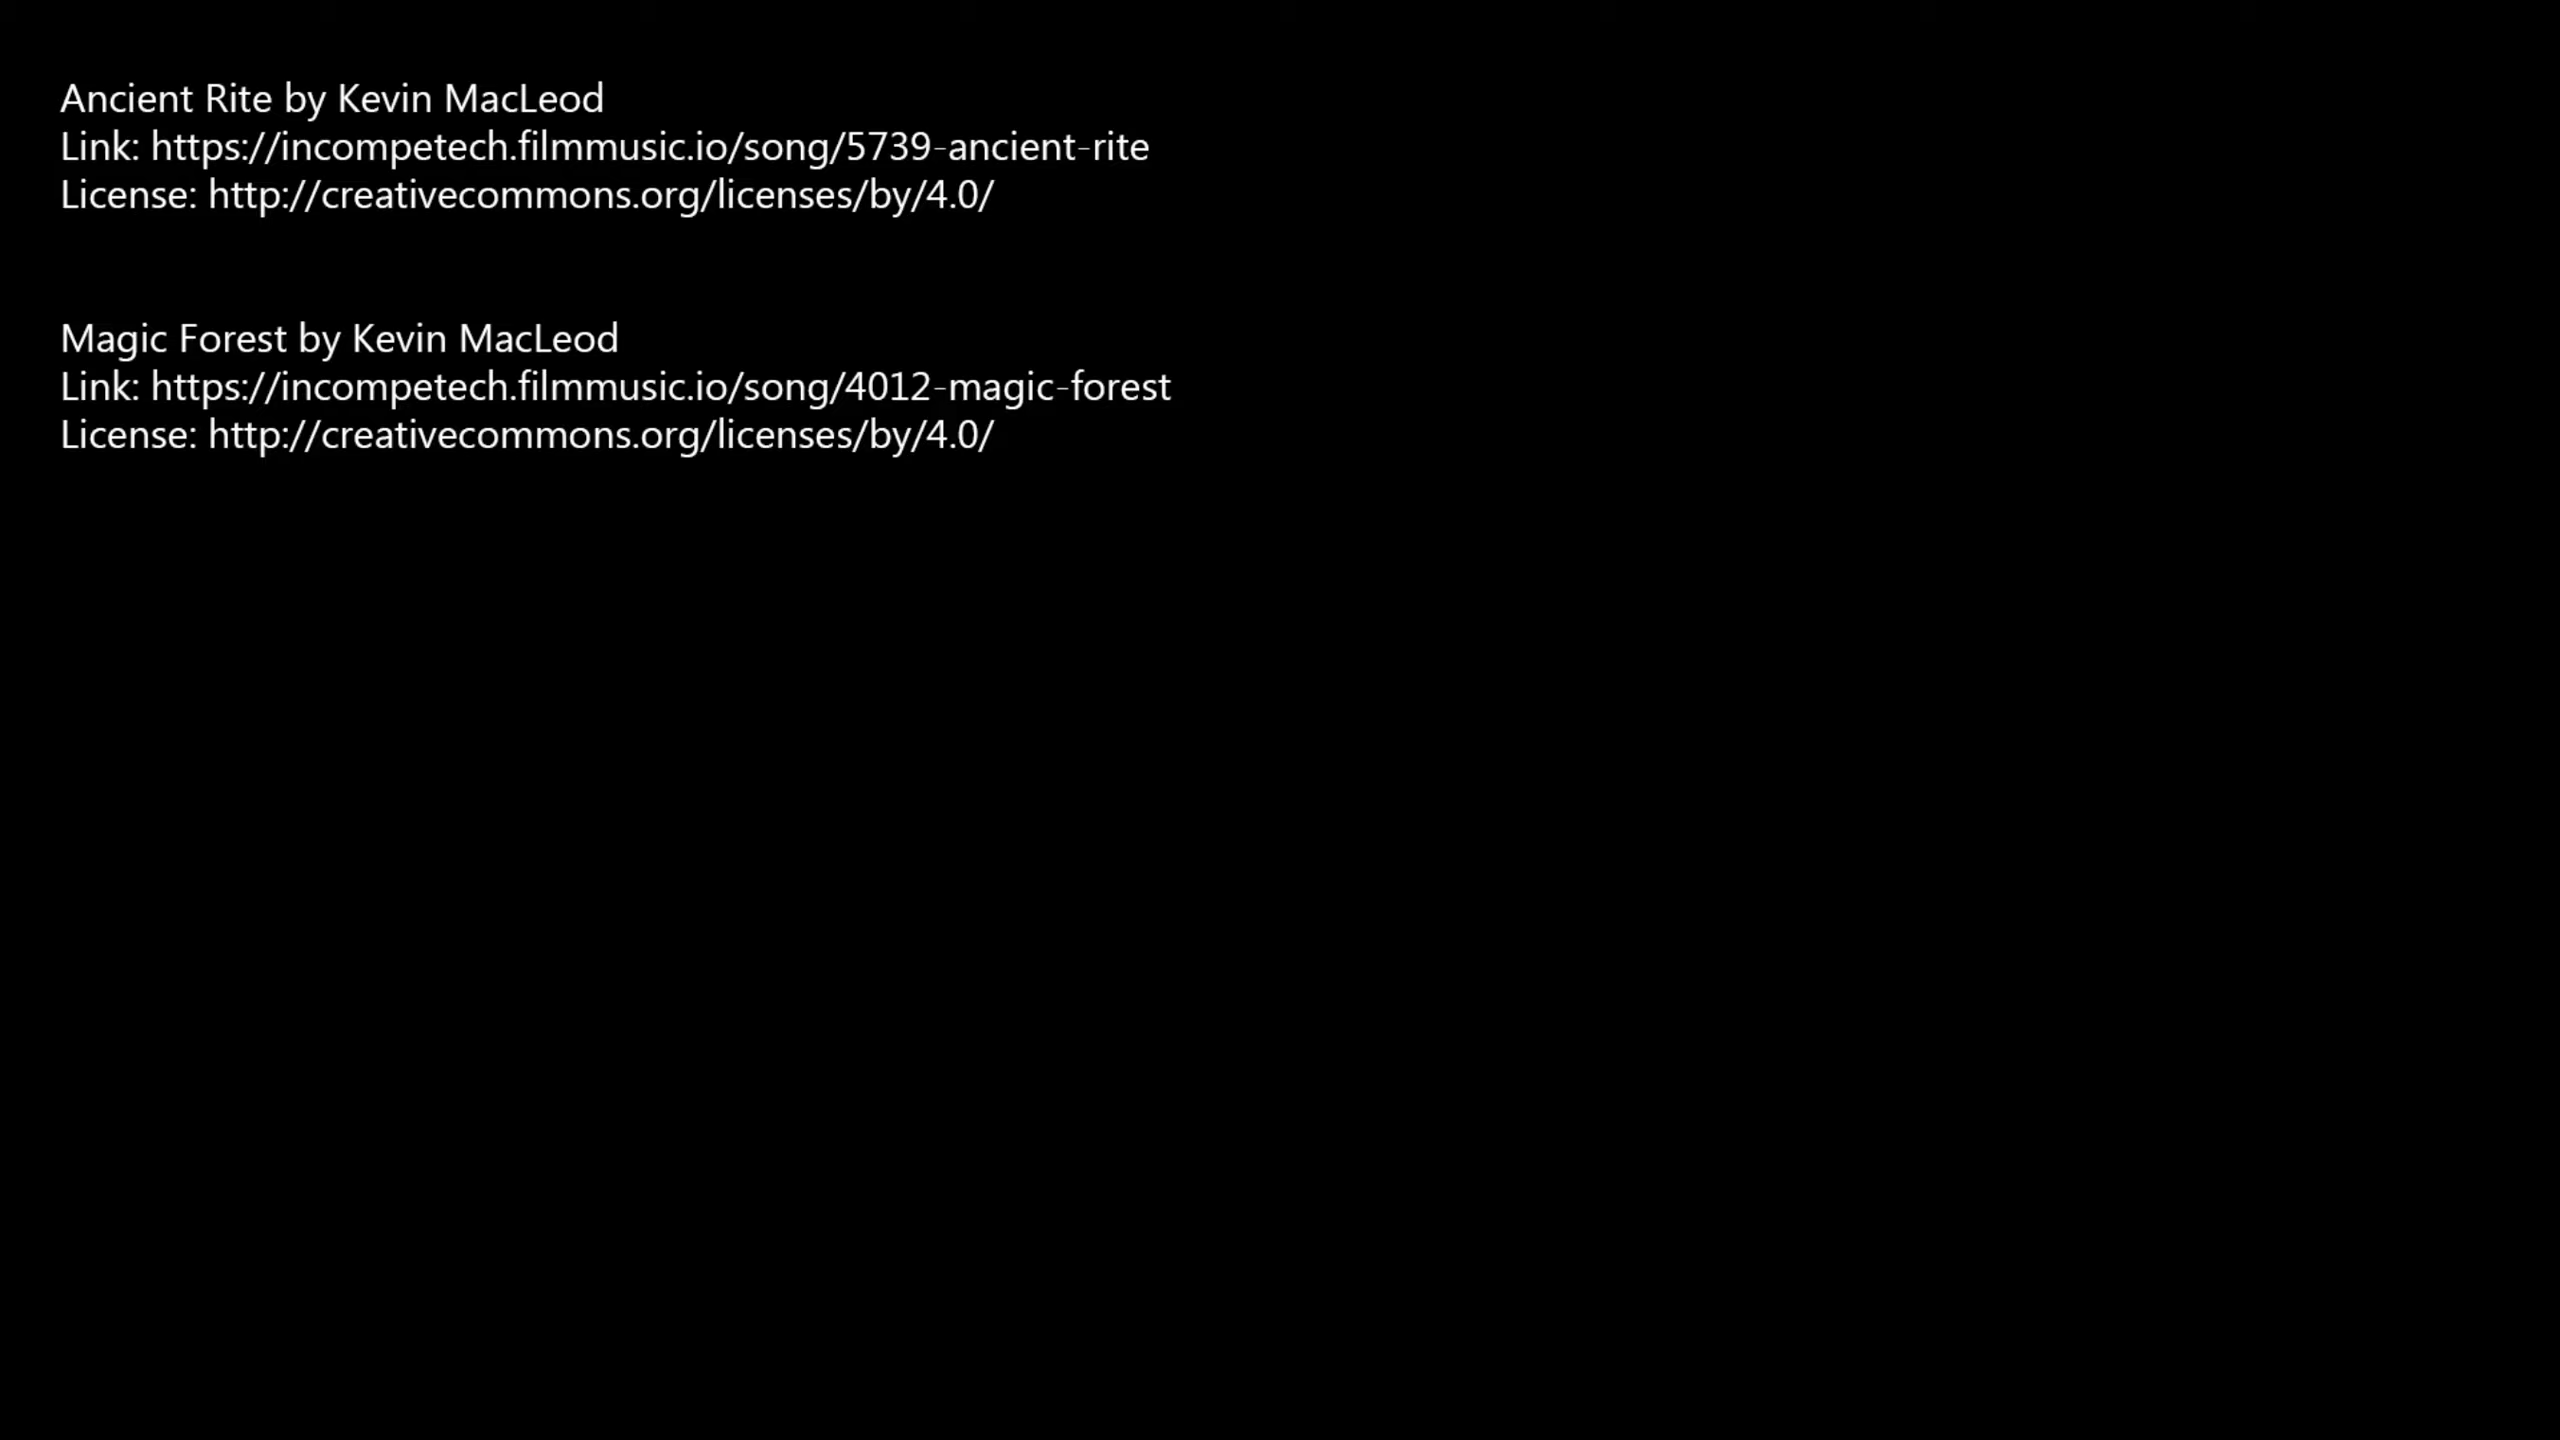 Ancient Rite by Kevin MacLeod
Link: https://incompetech.filmmusic.io/song/5739-ancient-rite
License: http://creativecommons.org/licenses/by/4.0/
Magic Forest by Kevin MacLeod
Link: https://incompetech.filmmusic.io/song/4012-magic-forest
License: http://creativecommons.org/licenses/by/4.0/